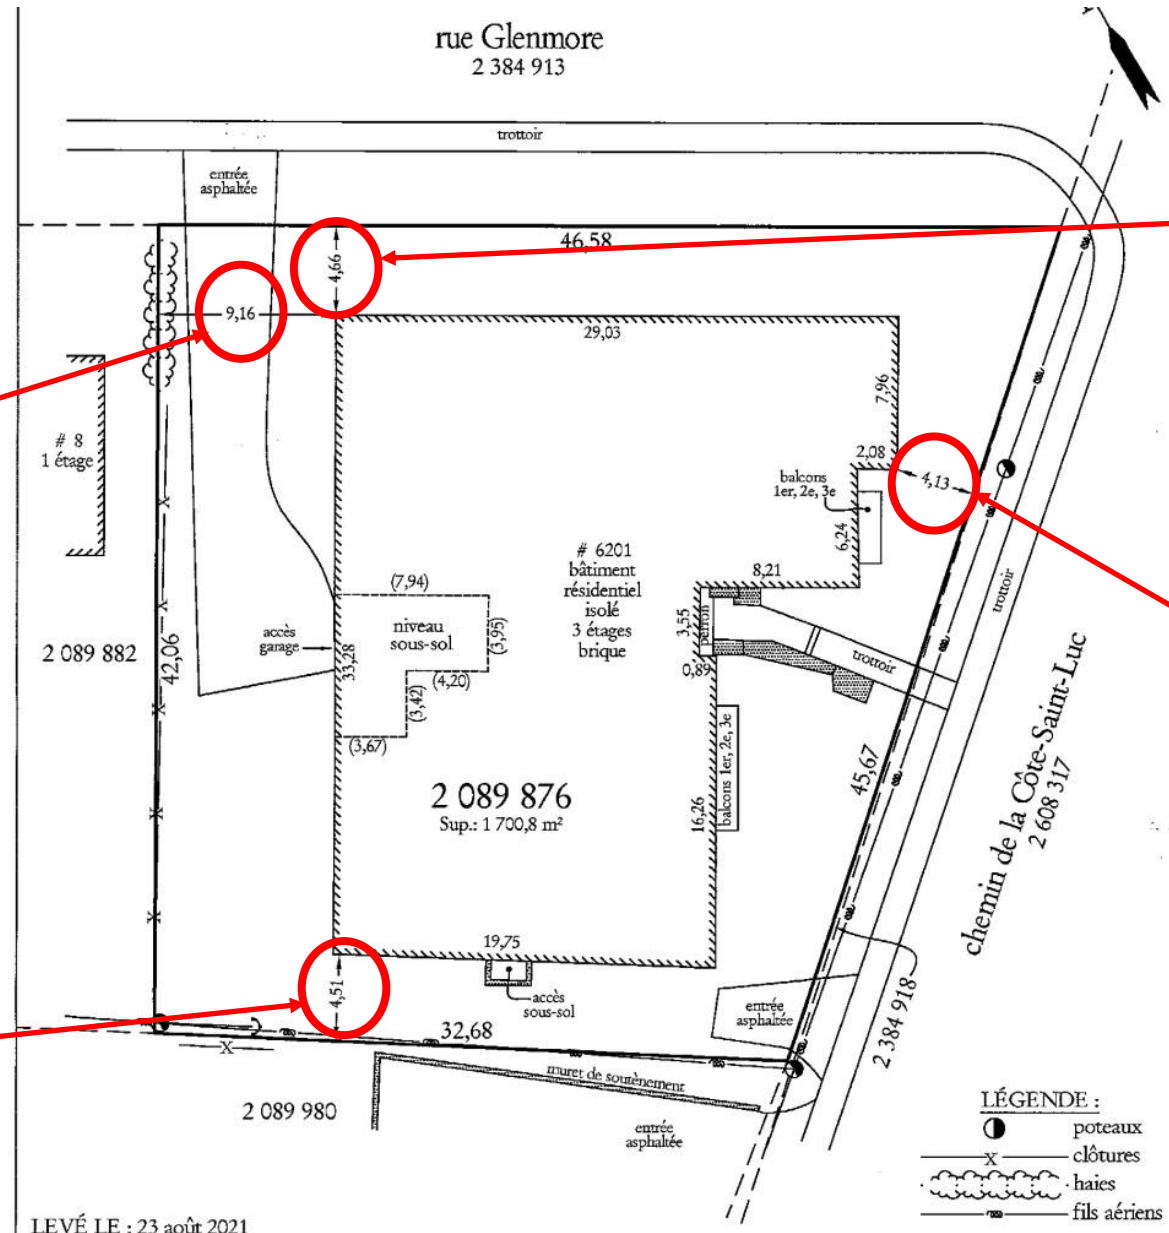 rue Glenmore
2 384 913
trottoir
entrée
asphaltée
46,58
4,66
9,16
29,03
7,96
# 8
1 étage
2,08
4,13
balcons
1er, 2e, 3e
6,24
# 6201
bâtiment
résidentiel
isolé
3 étages
brique
8,21
(7,94)
niveau
sous-sol
(3,95)
3,55
perron
trottoir
trottoir
accès
garage
33,28
2 089 882
42,06
(4,20)
(3,42)
(3,67)
0,89
balcons 1er, 2e, 3e
16,26
45,67
chemin de la Côte-Saint-Luc
2 608 317
2 089 876
Sup.: 1 700,8 m²
19,75
4,51
accès
sous-sol
32,68
entrée
asphaltée
2 384 918
muret de soutènement
2 089 980
entrée
asphaltée
LÉGENDE :
poteaux
X clôtures
haies
fils aériens
LEVÉ LE : 23 août 2021